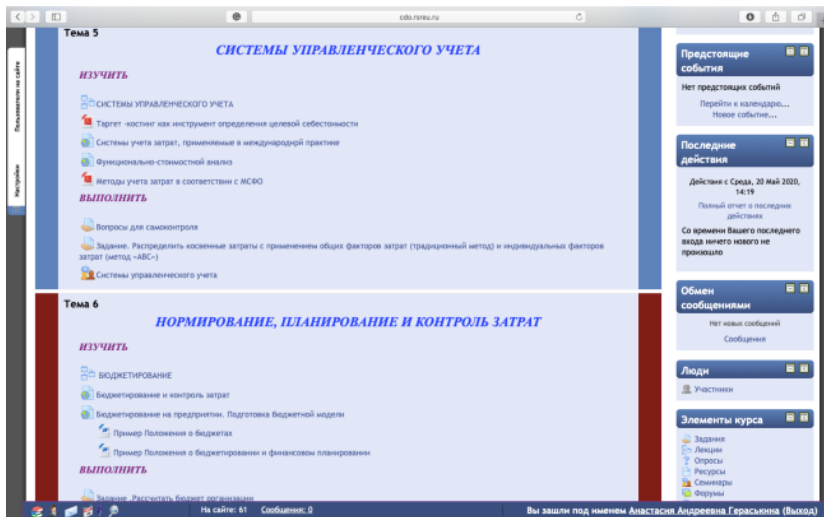 cdo.rsreu.ru
Пользователи на сайте
Настройки
Тема 5
СИСТЕМЫ УПРАВЛЕНЧЕСКОГО УЧЕТА
ИЗУЧИТЬ
СИСТЕМЫ УПРАВЛЕНЧЕСКОГО УЧЕТА
Таргет -костинг как инструмент определения целевой себестоимости
Системы учета затрат, применяемые в международнрй практике
Функционально-стоимостной анализ
Методы учета затрат в соответствии с МСФО
ВЫПОЛНИТЬ
Вопросы для самоконтроля
Задание. Распределить косвенные затраты с применением общих факторов затрат (традиционный метод) и индивидуальных факторов
затрат (метод «АВС»)
Системы управленческого учета
Тема 6
НОРМИРОВАНИЕ, ПЛАНИРОВАНИЕ И КОНТРОЛЬ ЗАТРАТ
ИЗУЧИТЬ
БЮДЖЕТИРОВАНИЕ
Бюджетирование и контроль затрат
Бюджетирование на предприятии. Подготовка бюджетной модели
Пример Положения о бюджетах
Пример Положения о бюджетировании и финансовом планировании
ВЫПОЛНИТЬ
Задание .Рассчитать бюджет организации
Предстоящие
события
Нет предстоящих событий
Перейти к календарю...
Новое событие...
Последние
действия
Действия с Среда, 20 Май 2020,
14:19
Полный отчет о последних
действиях
Со времени Вашего последнего
входа ничего нового не
произошло
Обмен
сообщениями
Нет новых сообщений
Сообщения
Люди
Участники
Элементы курса
Задания
Лекции
Опросы
Ресурсы
Семинары
Форумы
На сайте: 61 Сообщения: 0
Вы зашли под именем Анастасия Андреевна Гераськина (Выход)